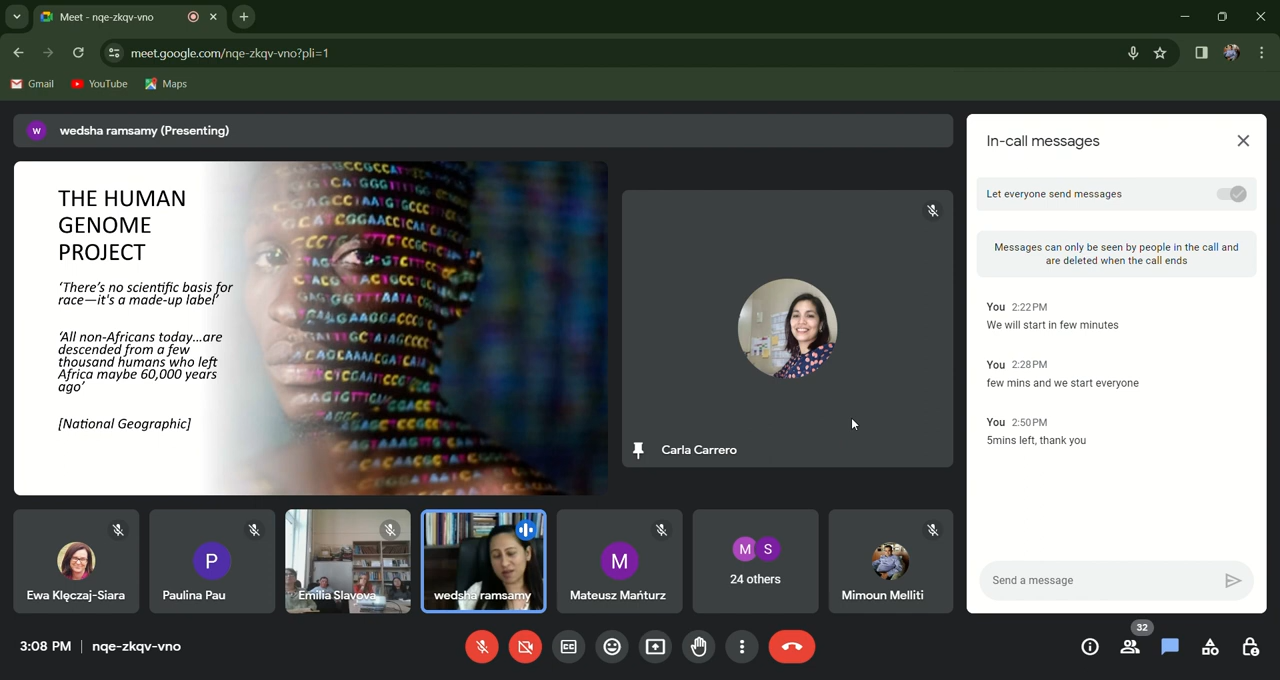 Meet - nqe-zkqv-vno
meet.google.com/nqe-zkqv-vno?pli=1
Gmail
YouTube
Maps
W
wedsha ramsamy (Presenting)
THE HUMAN
GENOME
PROJECT
‘There’s no scientific basis for
race—it's a made-up label’
‘All non-Africans today...are
descended from a few
thousand humans who left
Africa maybe 60,000 years
ago’
[National Geographic]
Carla Carrero
Ewa Klęczaj-Siara
P
Paulina Pau
Emilia Slavova
wedsha ramsamy
M
Mateusz Mańturz
M S
24 others
Mimoun Melliti
In-call messages
Let everyone send messages
Messages can only be seen by people in the call and
are deleted when the call ends
You 2:22 PM
We will start in few minutes
You 2:28 PM
few mins and we start everyone
You 2:50 PM
5mins left, thank you
Send a message
3:08 PM | nqe-zkqv-vno
32